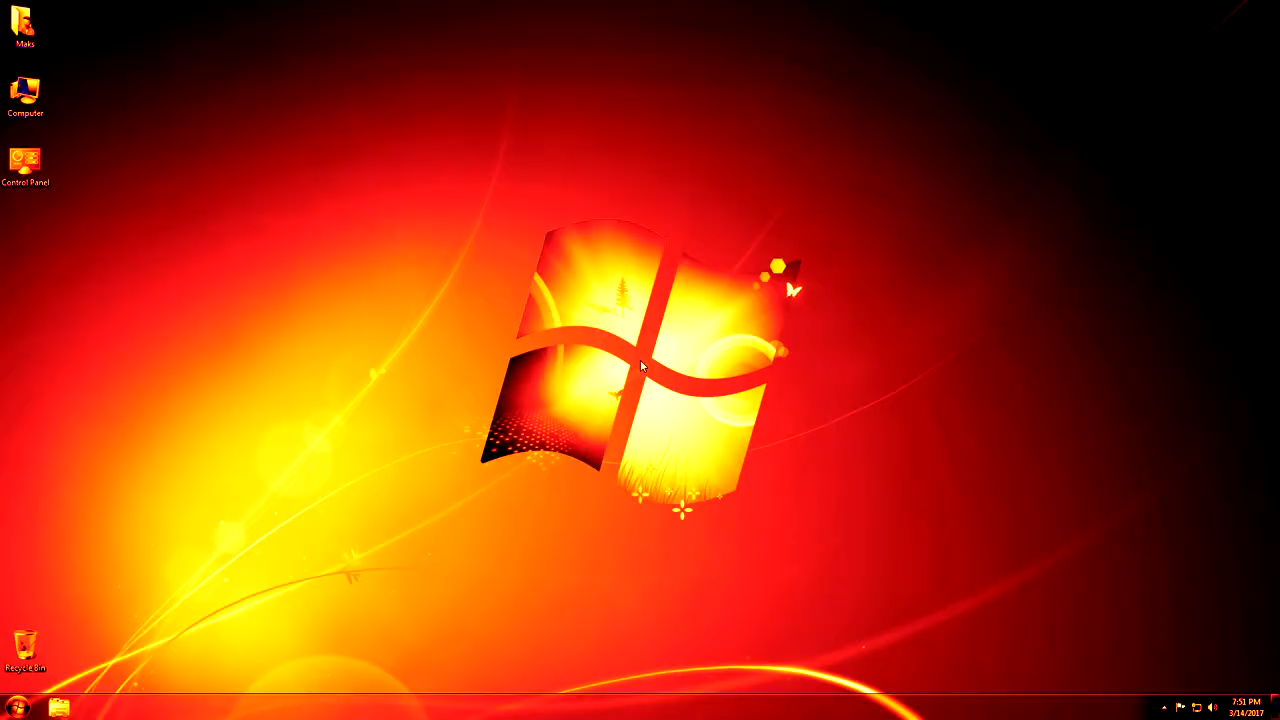 Maks
Computer
Control Panel
Recycle Bin
7:51 PM
3/14/2017